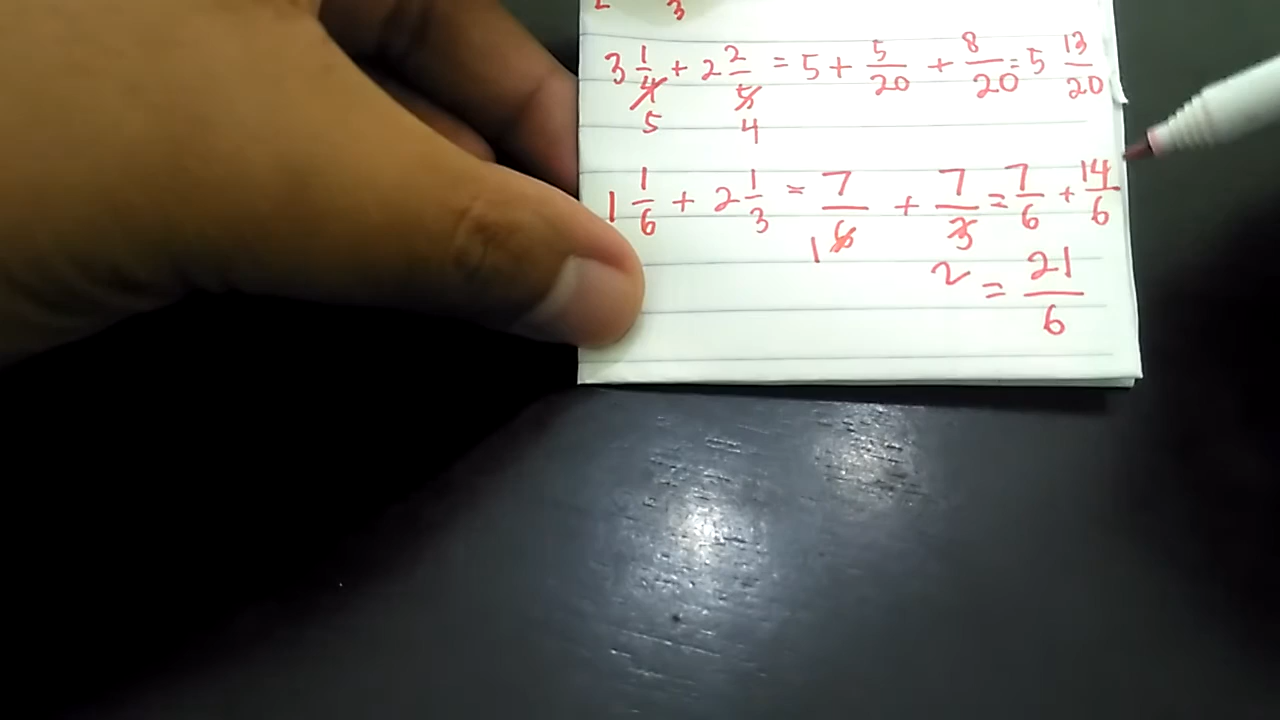 3 1/4 + 2 2/5 = 5 + 5/20 + 8/20 = 5 13/20
5 4
1 1/6 + 2 1/3 = 7/6 + 7/3 = 7/6 + 14/6
1 2
= 21/6